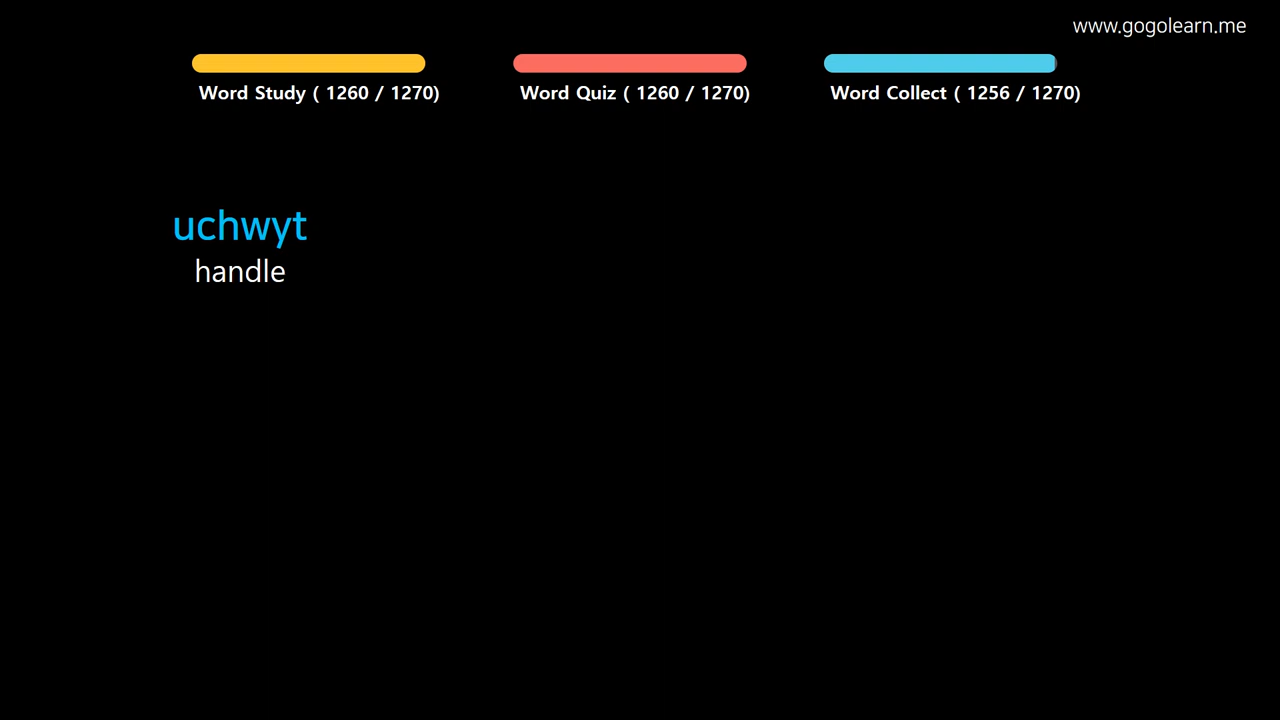 www.gogolearn.me
Word Study ( 1260 / 1270)
Word Quiz ( 1260 / 1270)
Word Collect ( 1256 / 1270)
uchwyt
handle